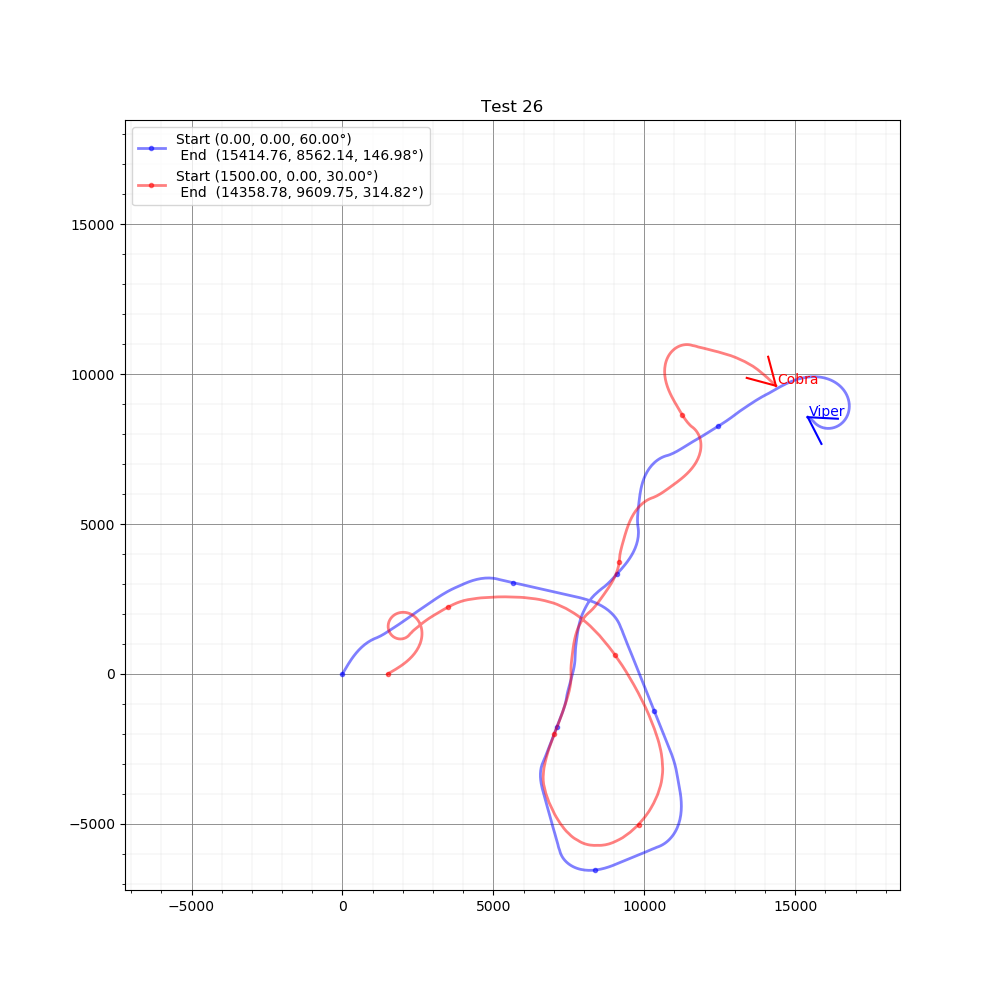 Test 26
Start (0.00, 0.00, 60.00°)
End (15414.76, 8562.14, 146.98°)
Start (1500.00, 0.00, 30.00°)
End (14358.78, 9609.75, 314.82°)
15000
10000
5000
0
−5000
Cobra
Viper
−5000 0 5000 10000 15000